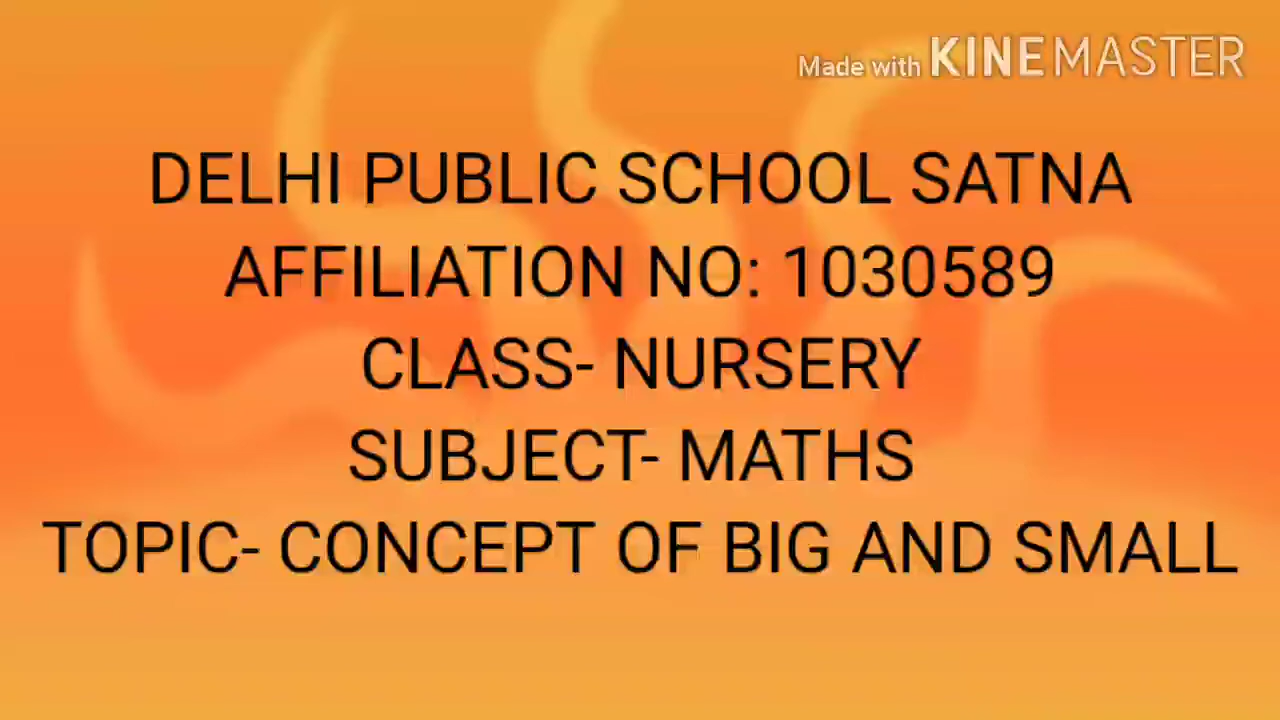 Made with KINEMASTER
DELHI PUBLIC SCHOOL SATNA
AFFILIATION NO: 1030589
CLASS- NURSERY
SUBJECT- MATHS
TOPIC- CONCEPT OF BIG AND SMALL